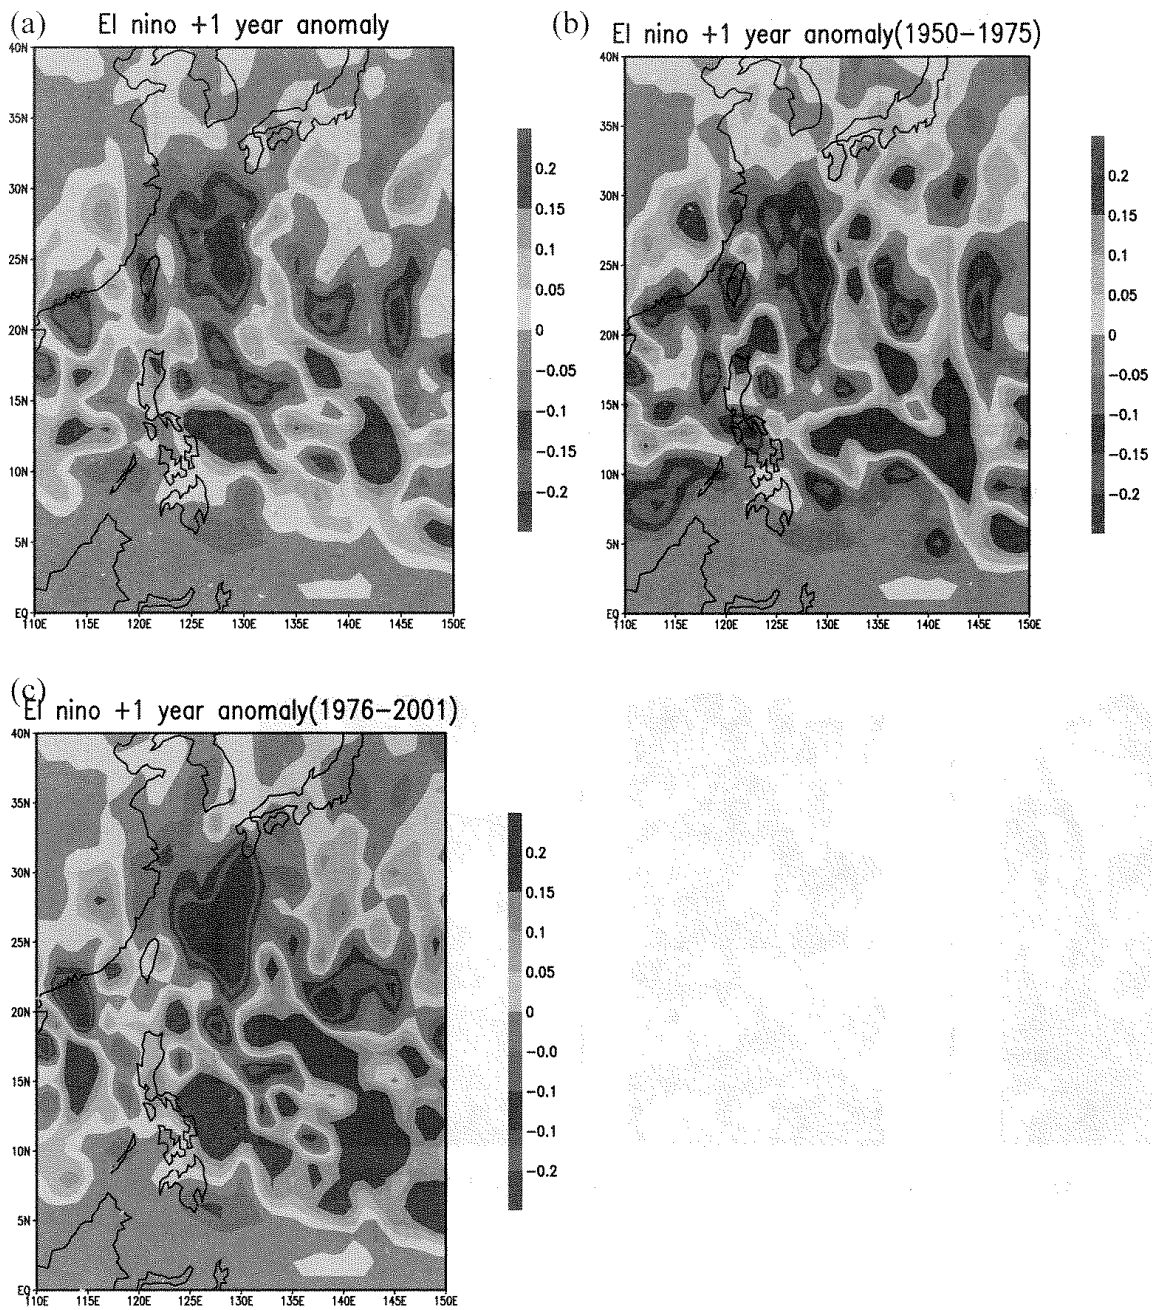 (a)
El nino +1 year anomaly
40N
35N
30N
25N
20N
15N
10N
5N
EQ
110E 115E 120E 125E 130E 135E 140E 145E 150E
0.2
0.15
0.1
0.05
0
-0.05
-0.1
-0.15
-0.2
(b)
El nino +1 year anomaly(1950-1975)
40N
35N
30N
25N
20N
15N
10N
5N
EQ
110E 115E 120E 125E 130E 135E 140E 145E 150E
0.2
0.15
0.1
0.05
0
-0.05
-0.1
-0.15
-0.2
(c)
El nino +1 year anomaly(1976-2001)
40N
35N
30N
25N
20N
15N
10N
5N
EQ
110E 115E 120E 125E 130E 135E 140E 145E 150E
0.2
0.15
0.1
0.05
0
-0.0
-0.1
-0.1
-0.2